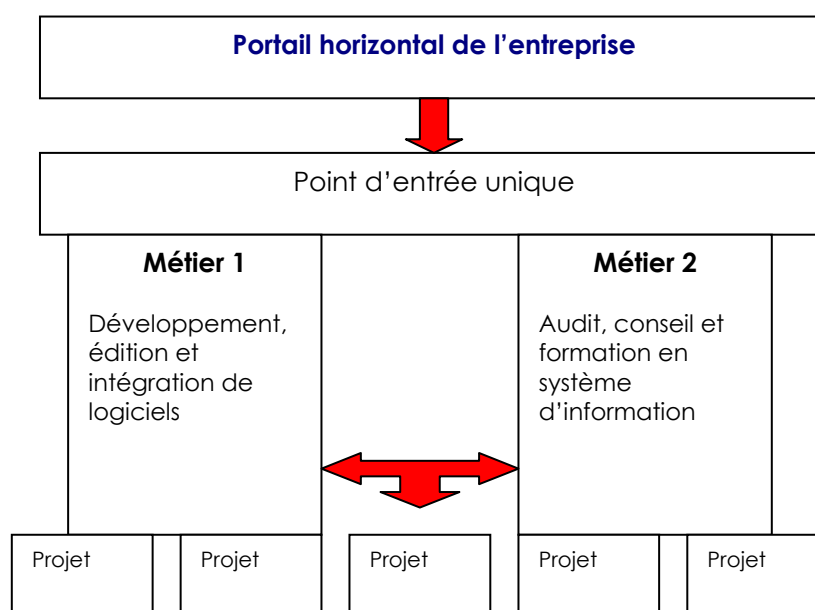 Portail horizontal de l’entreprise
Point d’entrée unique
Métier 1
Développement,
édition et
intégration de
logiciels
Métier 2
Audit, conseil et
formation en
système
d’information
Projet
Projet
Projet
Projet
Projet